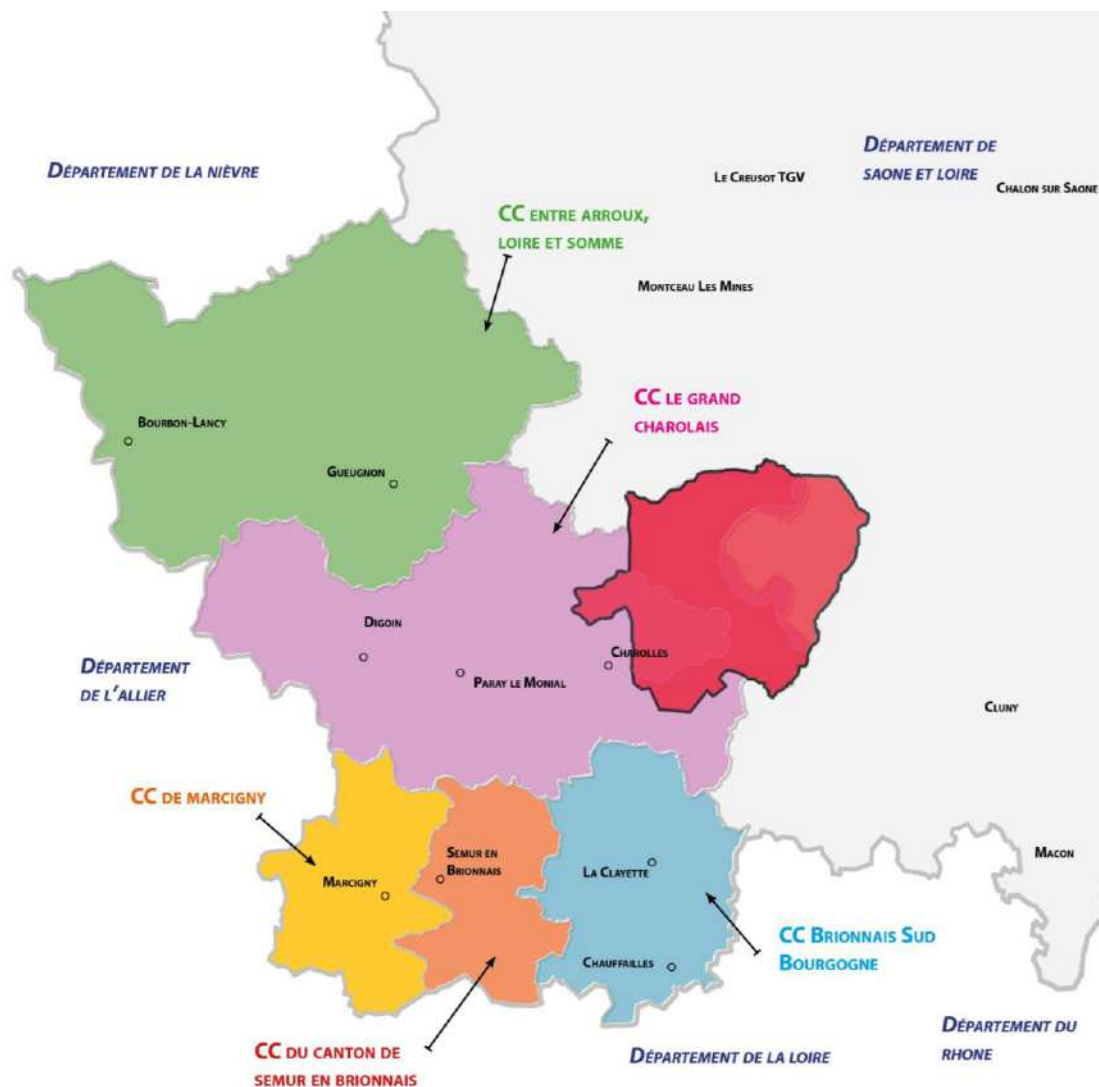 Département de la nièvre
Département de
saone et loire
Le Creusot TGV
Chalon sur Saone
CC entre arroux,
loire et somme
Montceau Les Mines
CC le grand
charolais
Bourbon-Lancy
Gueugnon
Digoin
Charolles
Paray le Monial
Département
de l'allier
Cluny
CC de marcigny
Semur en
Brionnais
Marcigny
La Clayette
Macon
CC Brionnais Sud
Bourgogne
Chauffailles
CC du canton de
semur en brionnais
Département de la loire
Département du
rhone